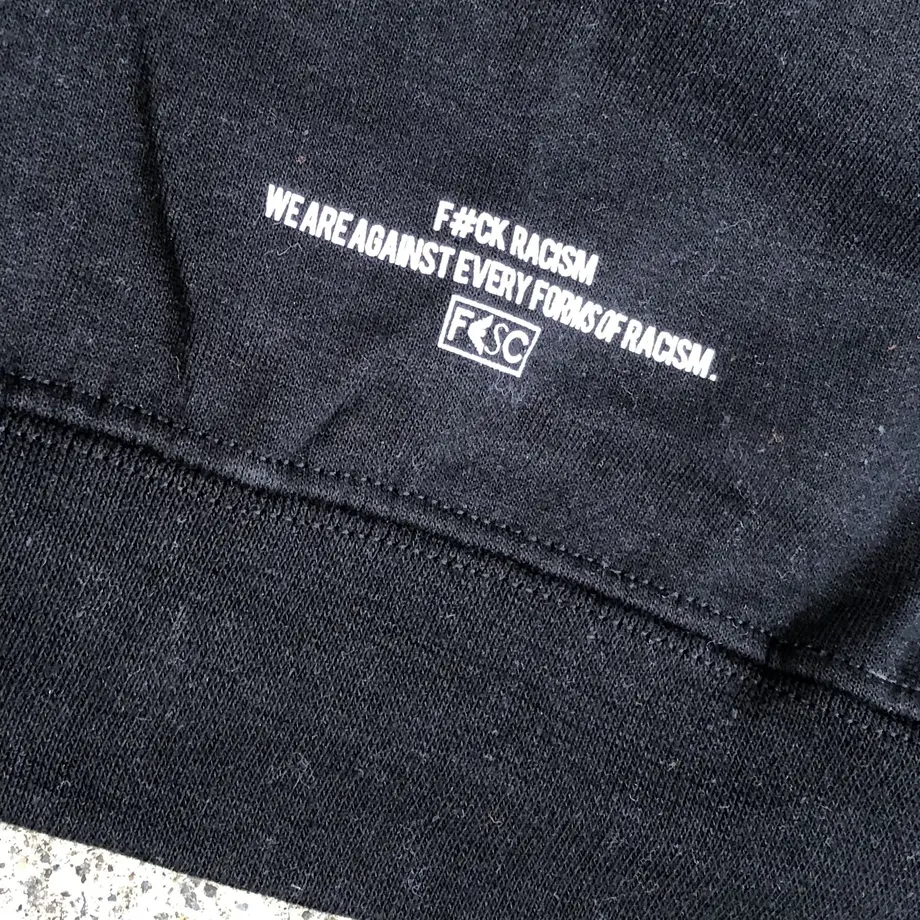 F#CK RACISM
WE ARE AGAINST EVERY FORMS OF RACISM.
FSC